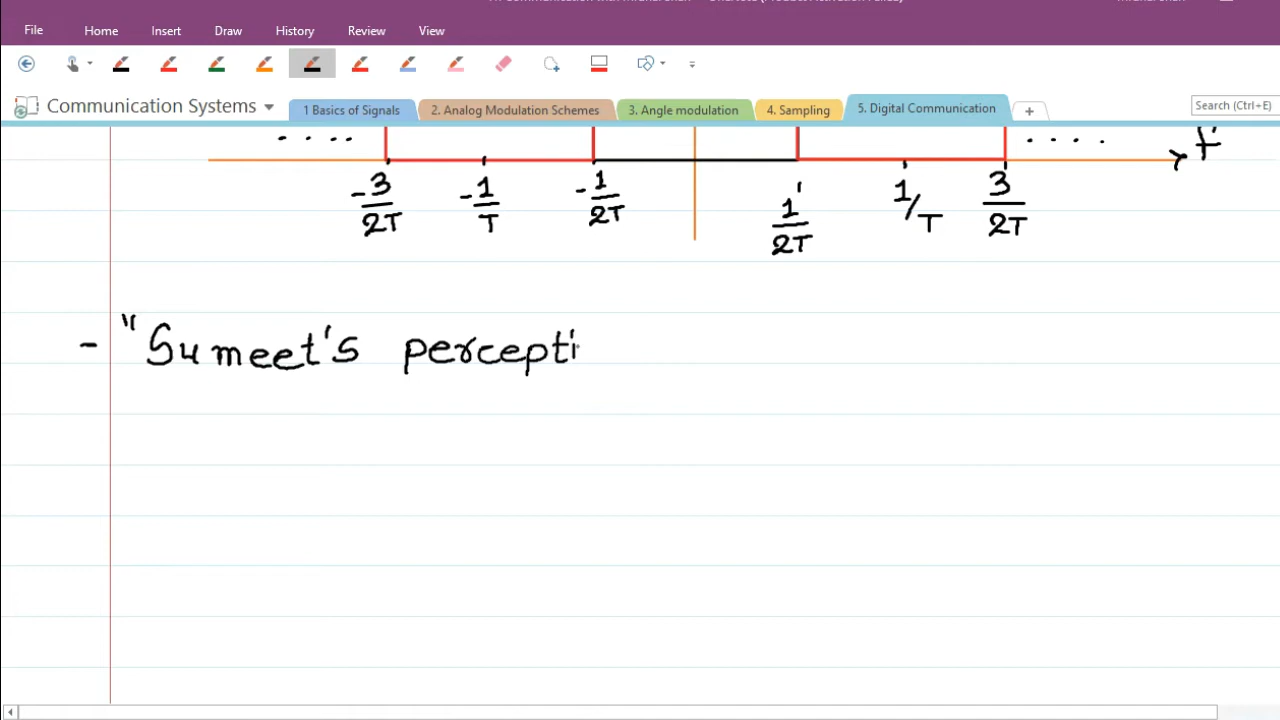 File Home Insert Draw History Review View
Communication Systems 1 Basics of Signals 2. Analog Modulation Schemes 3. Angle modulation 4. Sampling 5. Digital Communication + Search (Ctrl+E)
.... .... f
-3/2T -1/T -1/2T 1/2T 1/T 3/2T
- "Sumeet's percepti